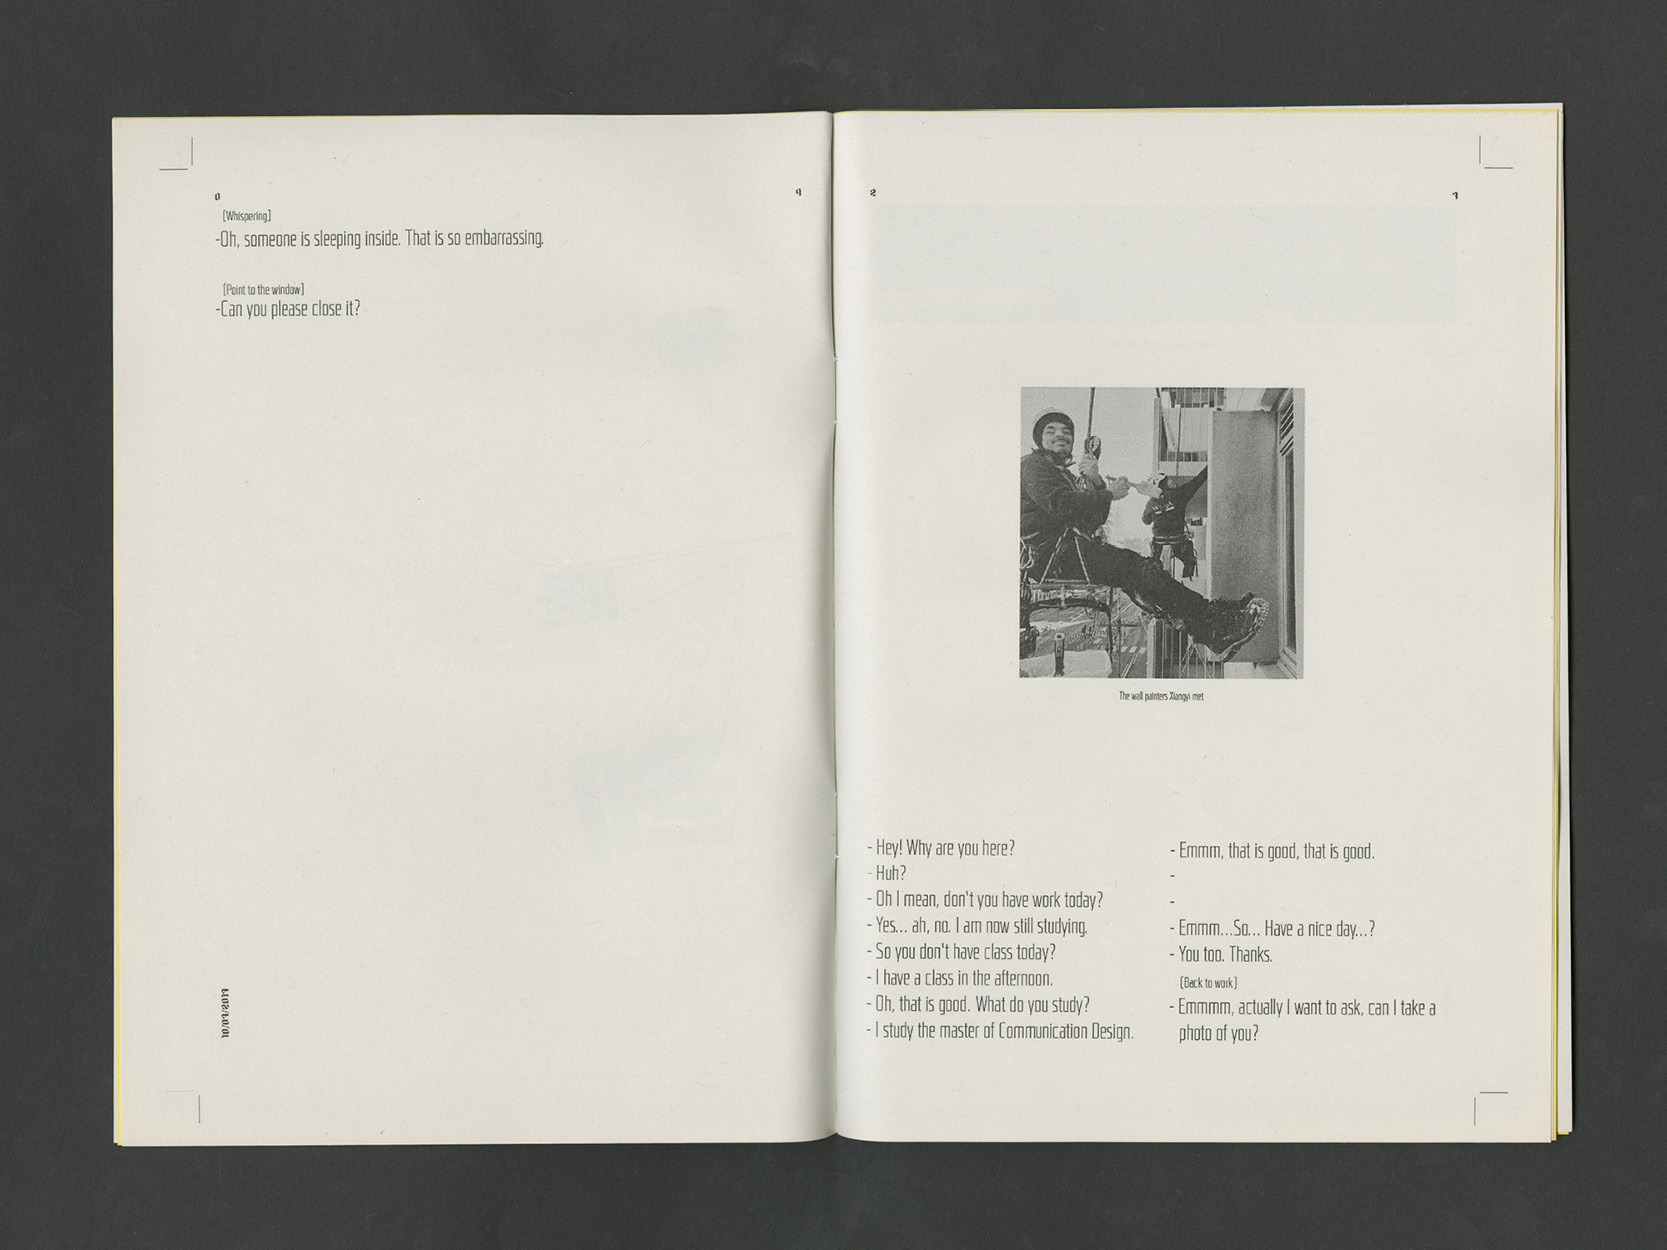 [Whispering]
-Oh, someone is sleeping inside. That is so embarrassing.
[Point to the window]
-Can you please close it?
The wall painters Xiangyi met
- Hey! Why are you here?
- Huh?
- Oh I mean, don't you have work today?
- Yes... ah, no. I am now still studying.
- So you don't have class today?
- I have a class in the afternoon.
- Oh, that is good. What do you study?
- I study the master of Communication Design.
- Emmm, that is good, that is good.
-
-
- Emmm...So... Have a nice day...?
- You too. Thanks.
[Back to work]
- Emmmm, actually I want to ask, can I take a
photo of you?